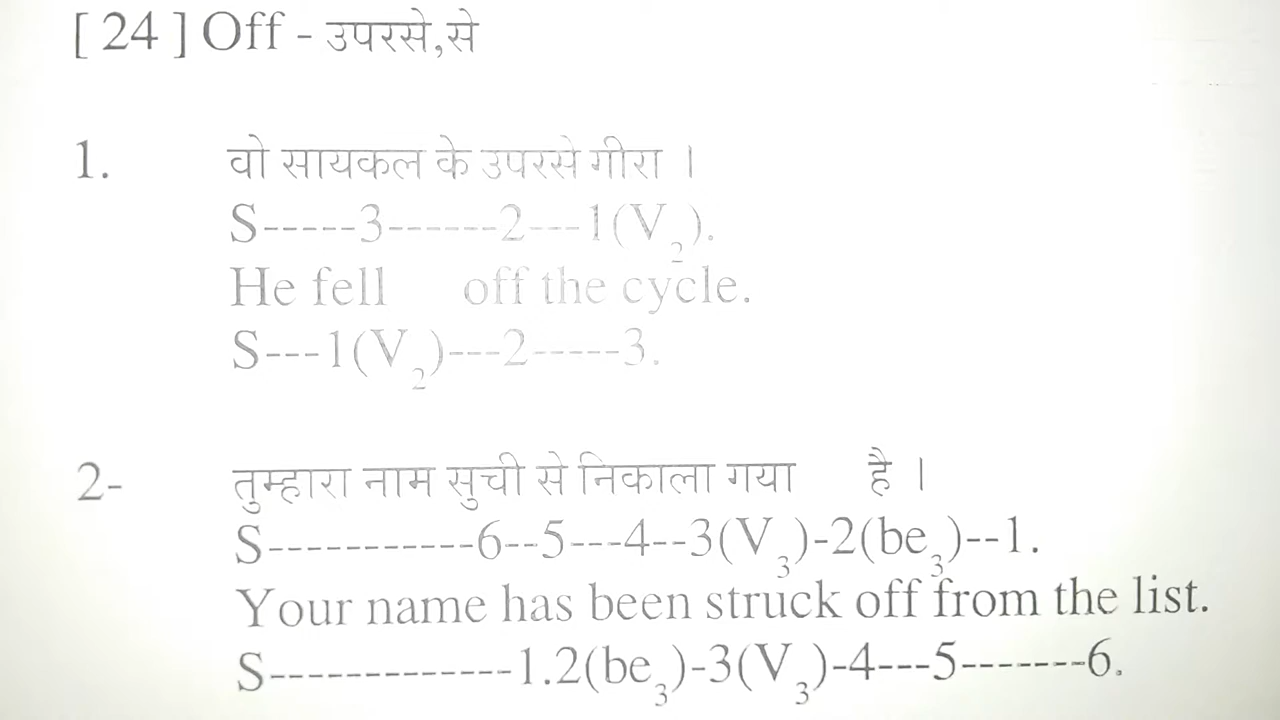 [ 24 ] Off - उपरसे,से
1. वो सायकल के उपरसे गीरा ।
S-----3------2---1(V₂).
He fell off the cycle.
S---1(V₂)---2-----3.
2- तुम्हारा नाम सुची से निकाला गया है ।
S-----------6--5---4--3(V₃)-2(be₃)--1.
Your name has been struck off from the list.
S-------------1.2(be₃)-3(V₃)-4---5-------6.